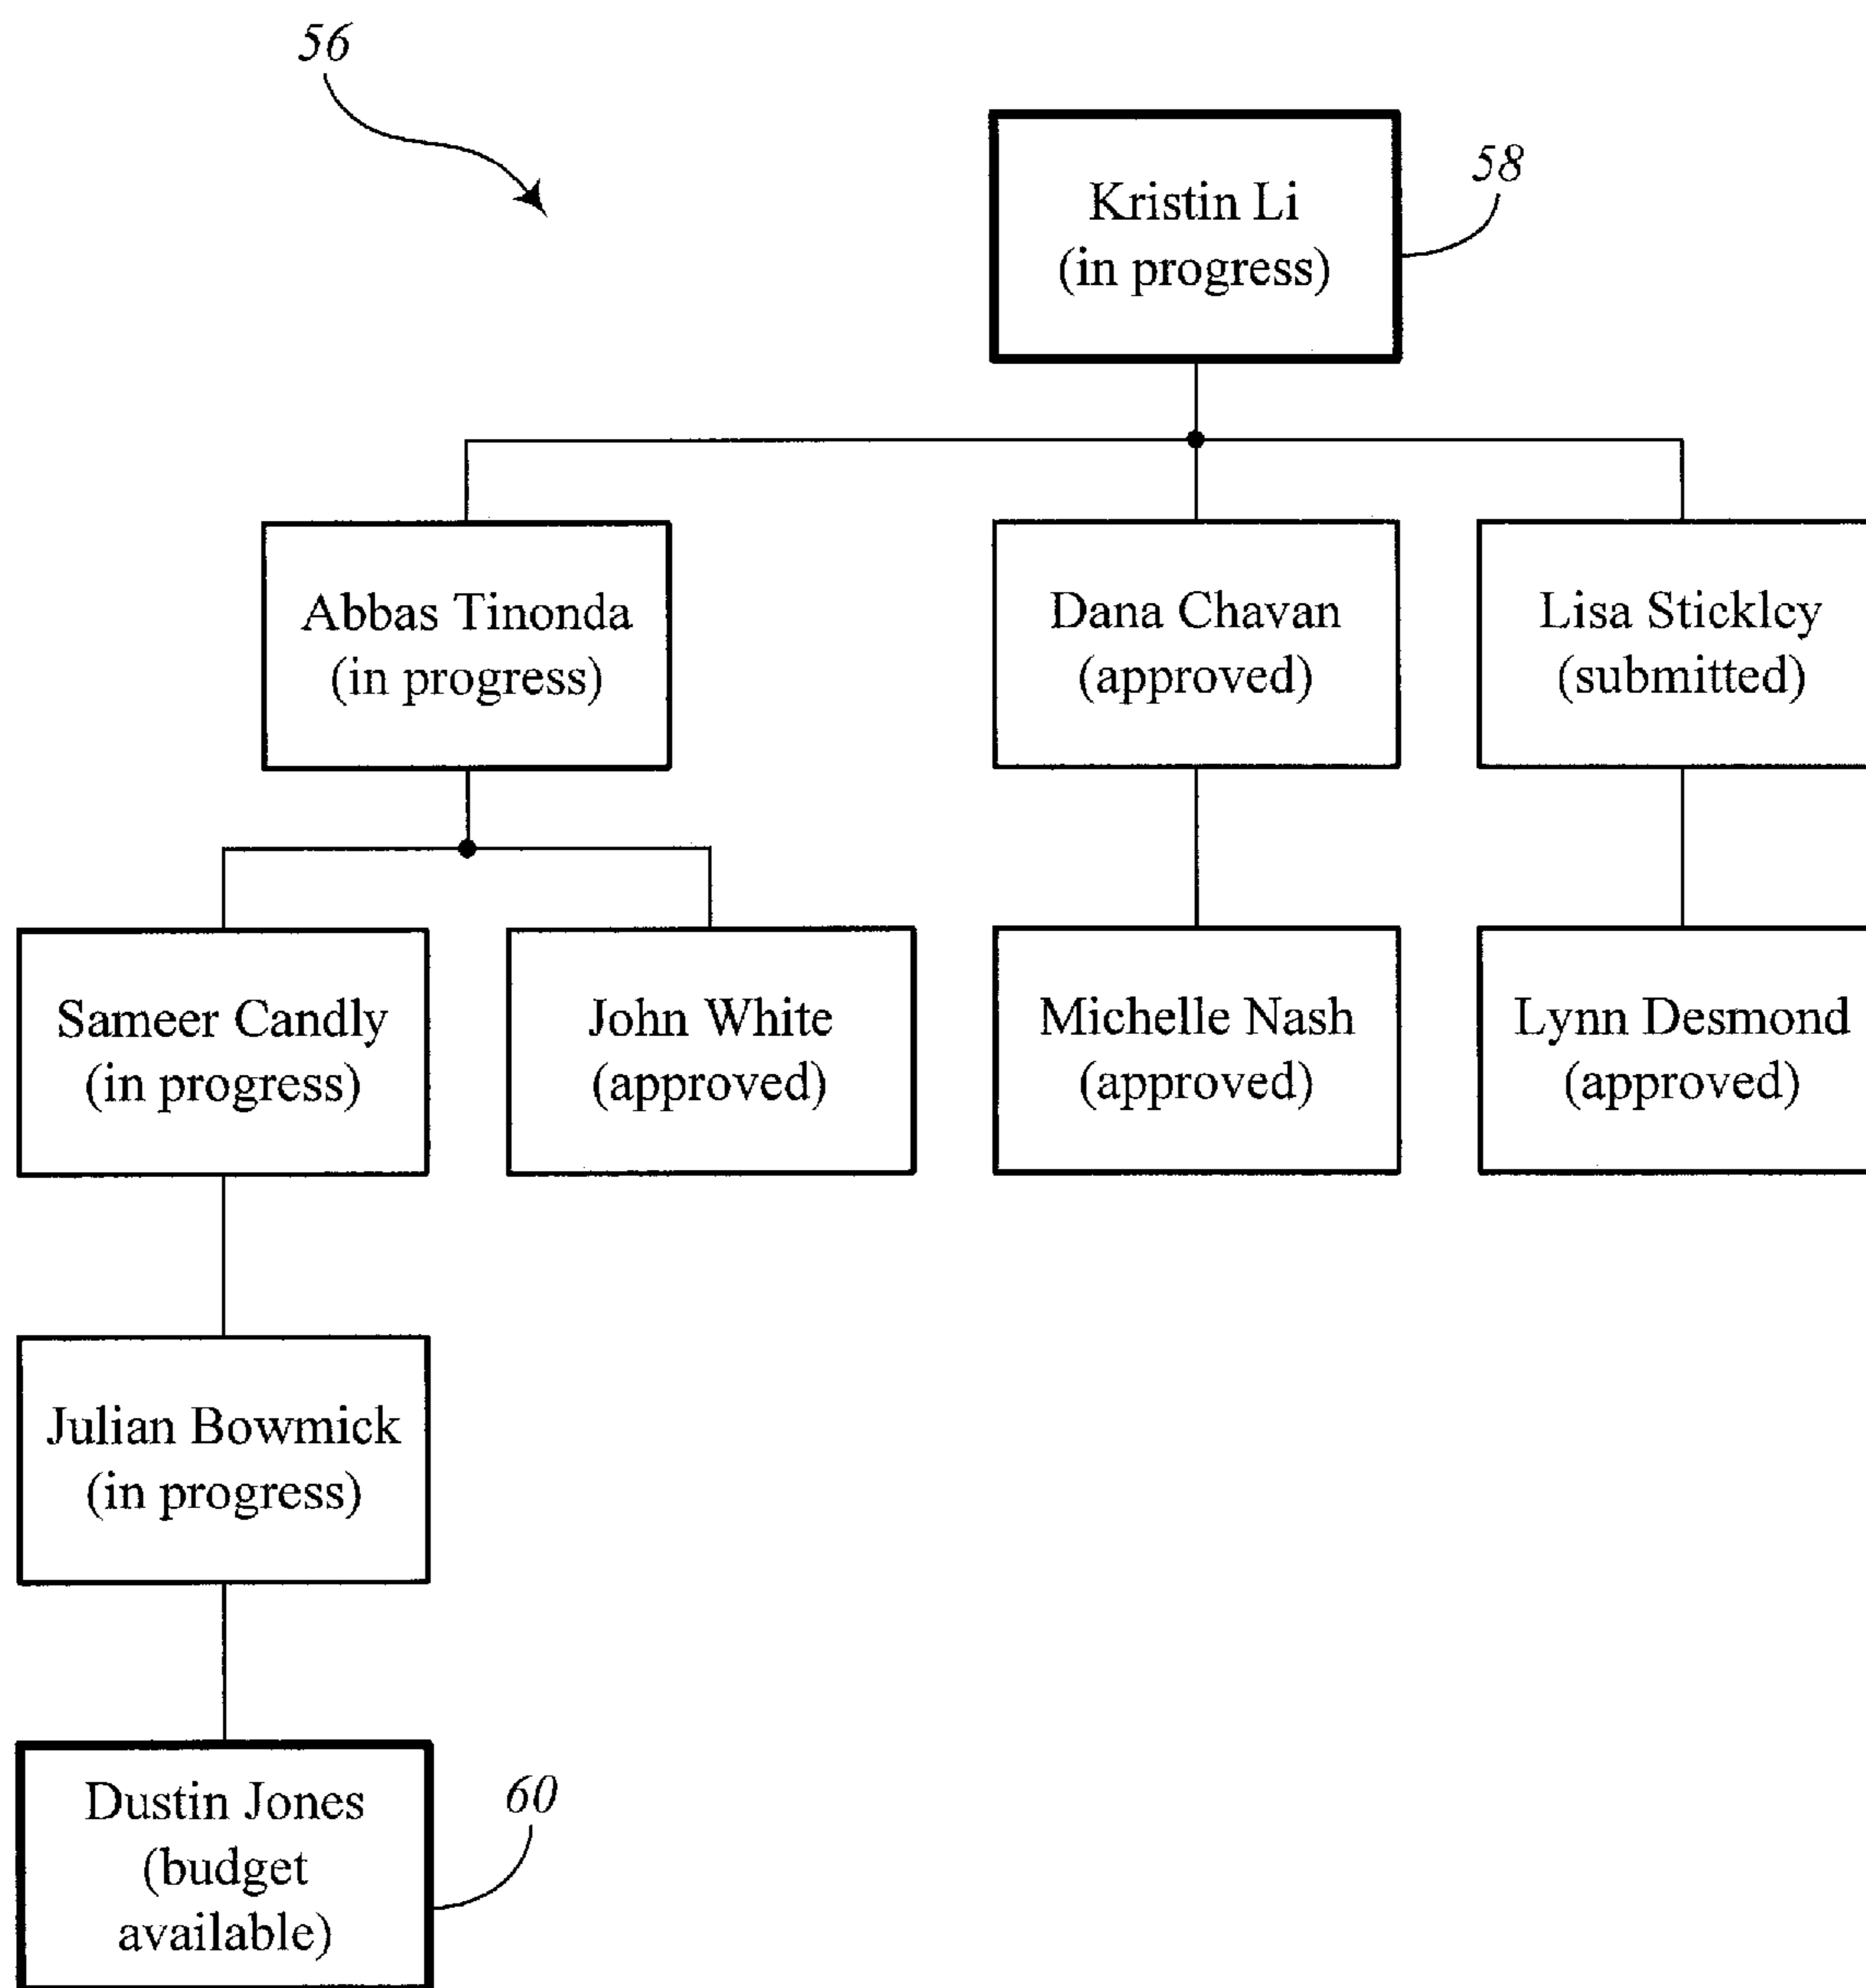 56
Kristin Li
(in progress)
58
Abbas Tinonda
(in progress)
Dana Chavan
(approved)
Lisa Stickley
(submitted)
Sameer Candly
(in progress)
John White
(approved)
Michelle Nash
(approved)
Lynn Desmond
(approved)
Julian Bowmick
(in progress)
Dustin Jones
(budget
available)
60